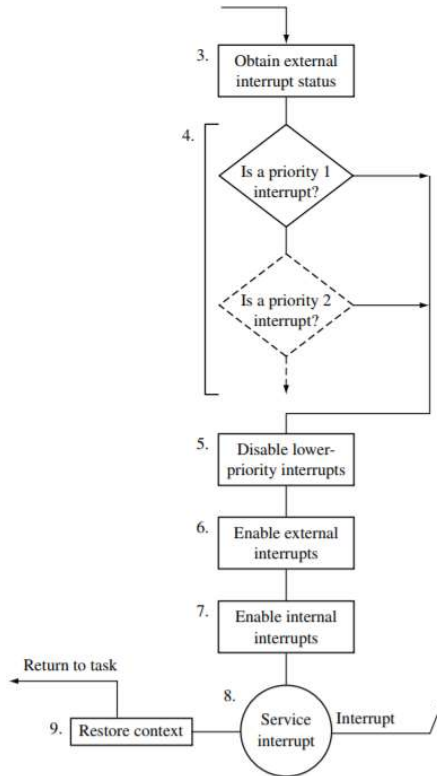 3.
Obtain external
interrupt status
4.
Is a priority 1
interrupt?
Is a priority 2
interrupt?
5.
Disable lower-
priority interrupts
6.
Enable external
interrupts
7.
Enable internal
interrupts
Return to task
8.
Service
interrupt
Interrupt
9.
Restore context